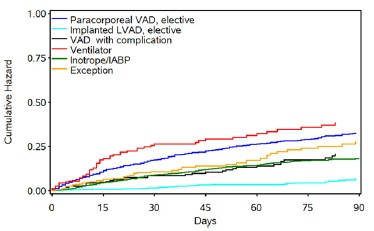 1.00
Paracorporeal VAD, elective
Implanted LVAD, elective
VAD with complication
Ventilator
Inotrope/IABP
Exception
0.75
0.50
0.25
0.00
Cumulative Hazard
0 15 30 45 60 75 90
Days